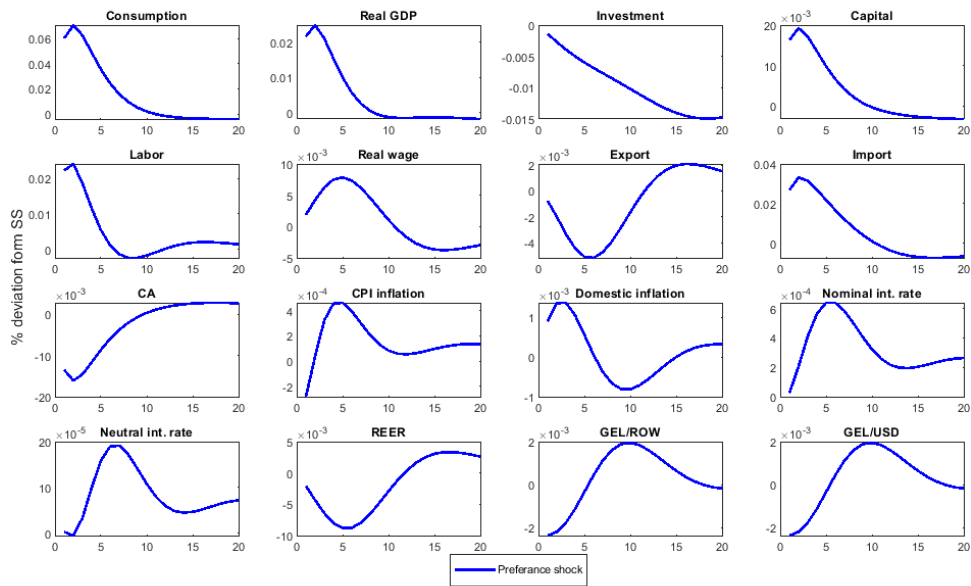 Consumption Real GDP Investment Capital
×10⁻³
0.06 0.04 0.02 0
0.02 0.01 0
0 -0.005 -0.01 -0.015
20 10 0
0 5 10 15 20 0 5 10 15 20 0 5 10 15 20 0 5 10 15 20
Labor Real wage Export Import
×10⁻³ ×10⁻³
0.02 0.01 0
10 5 0 -5
2 0 -2 -4
0.04 0.02 0
0 5 10 15 20 0 5 10 15 20 0 5 10 15 20 0 5 10 15 20
% deviation form SS
CA CPI inflation Domestic inflation Nominal int. rate
×10⁻³ ×10⁻⁴ ×10⁻³ ×10⁻⁴
0 -10 -20
4 2 0 -2
1 0 -1
6 4 2 0
0 5 10 15 20 0 5 10 15 20 0 5 10 15 20 0 5 10 15 20
Neutral int. rate REER GEL/ROW GEL/USD
×10⁻⁵ ×10⁻³ ×10⁻³ ×10⁻³
20 10 0
5 0 -5 -10
2 0 -2
2 0 -2
0 5 10 15 20 0 5 10 15 20 0 5 10 15 20 0 5 10 15 20
Preferance shock